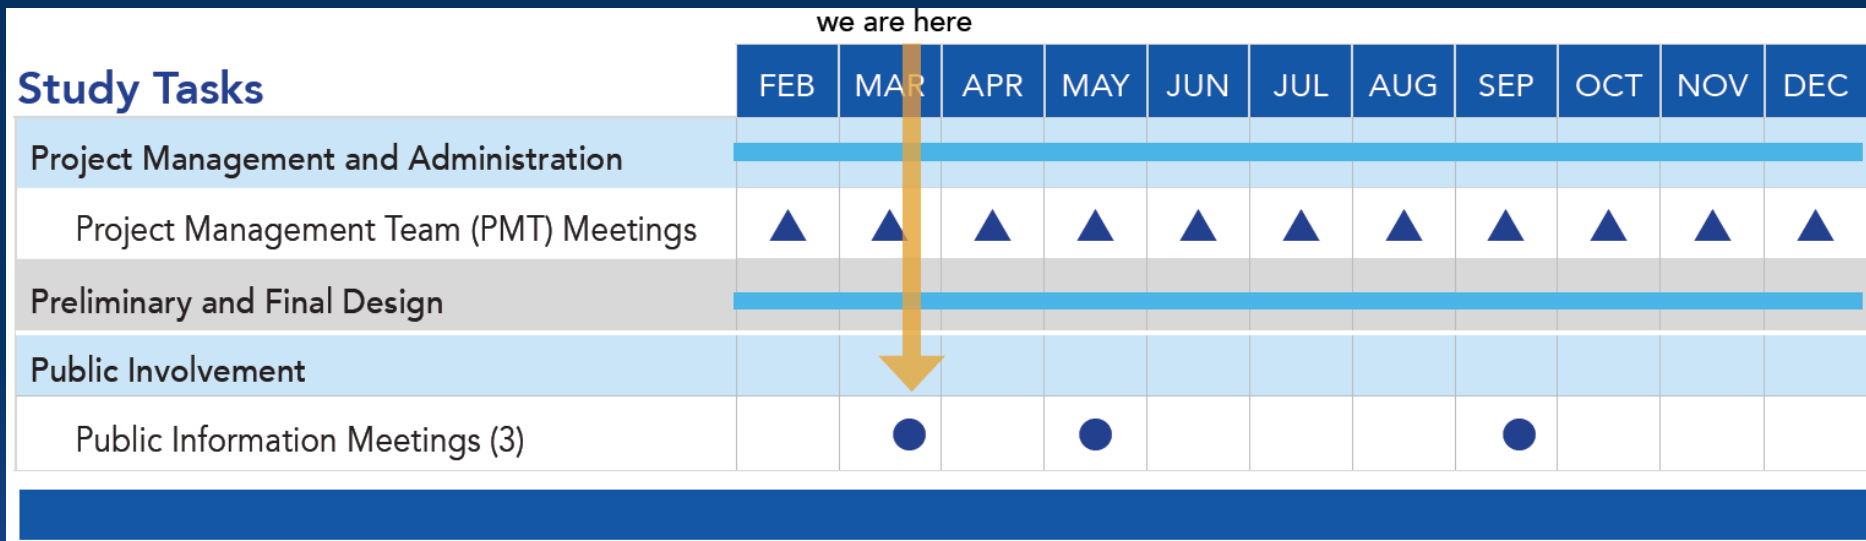 we are here
Study Tasks FEB MAR APR MAY JUN JUL AUG SEP OCT NOV DEC
Project Management and Administration
Project Management Team (PMT) Meetings
Preliminary and Final Design
Public Involvement
Public Information Meetings (3)